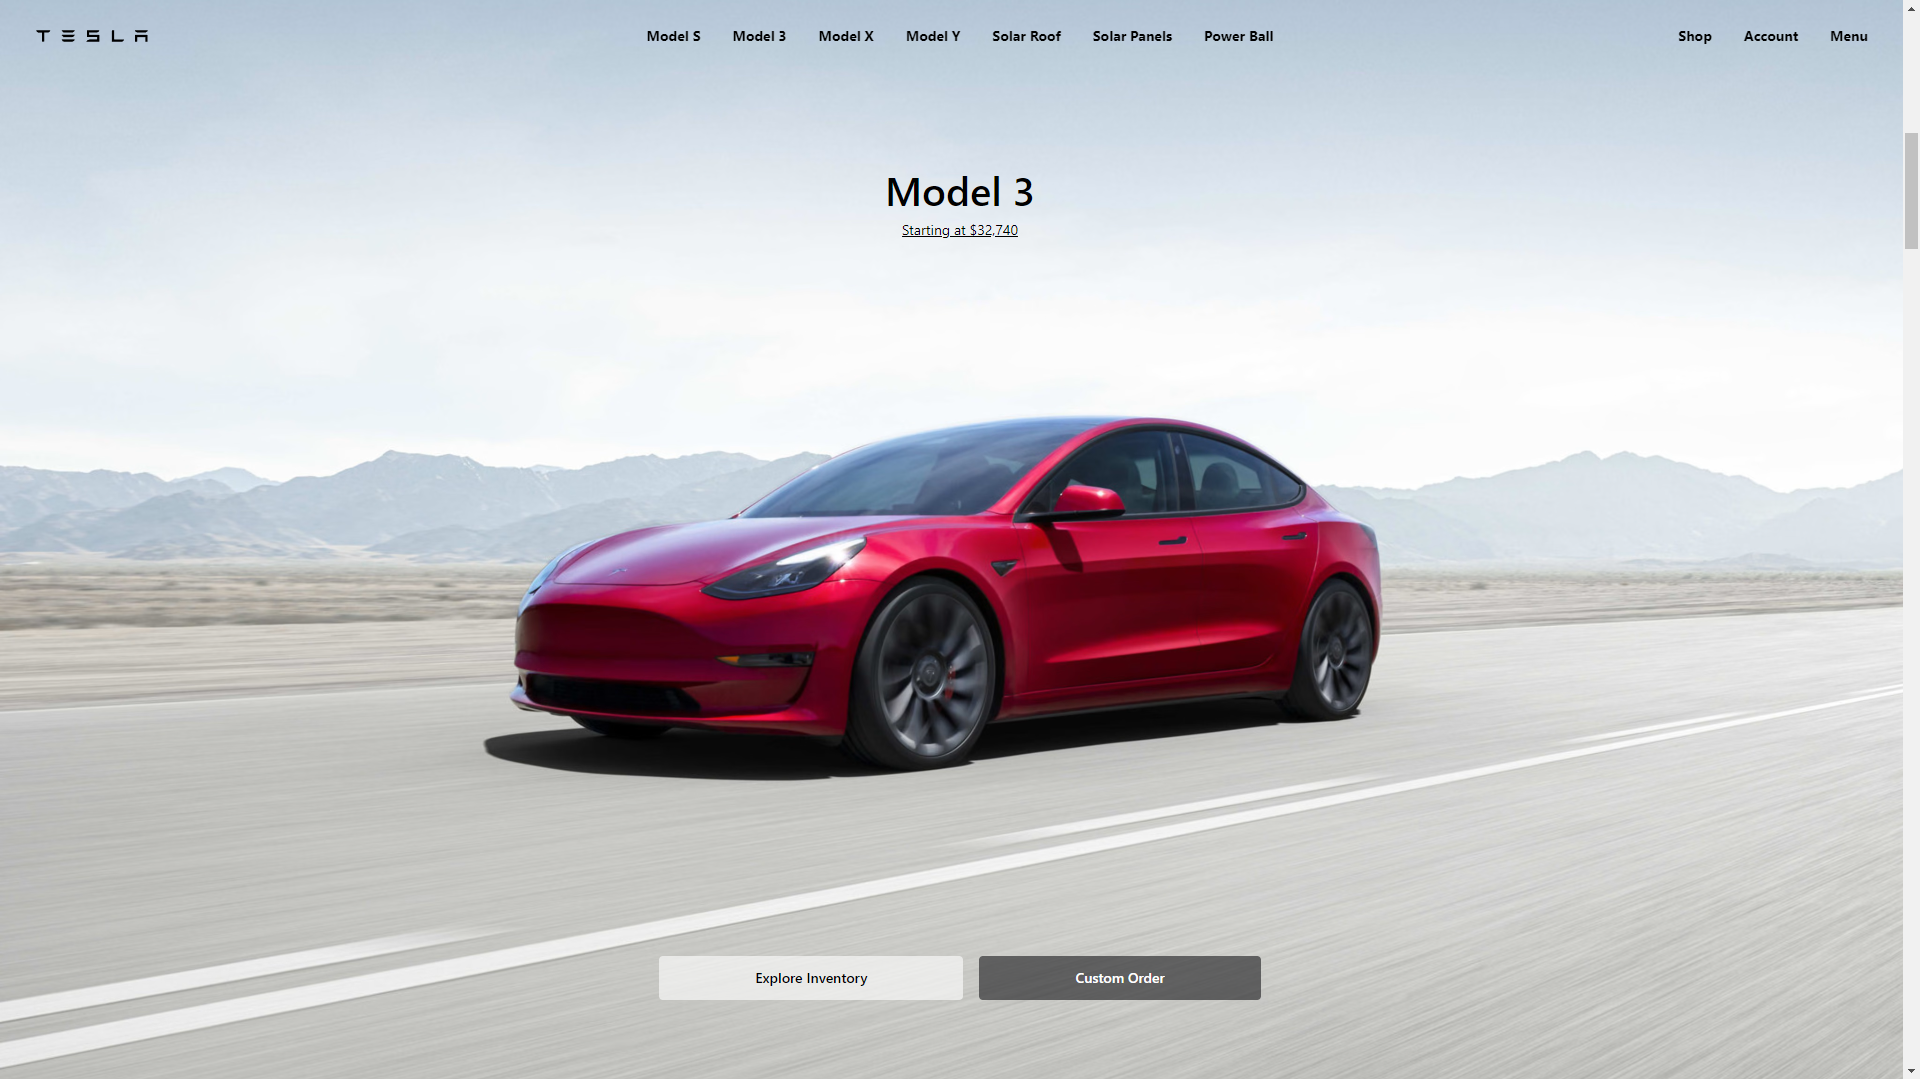 TESLA
Model S Model 3 Model X Model Y Solar Roof Solar Panels Power Ball
Shop Account Menu
Model 3
Starting at $32,740
Explore Inventory
Custom Order